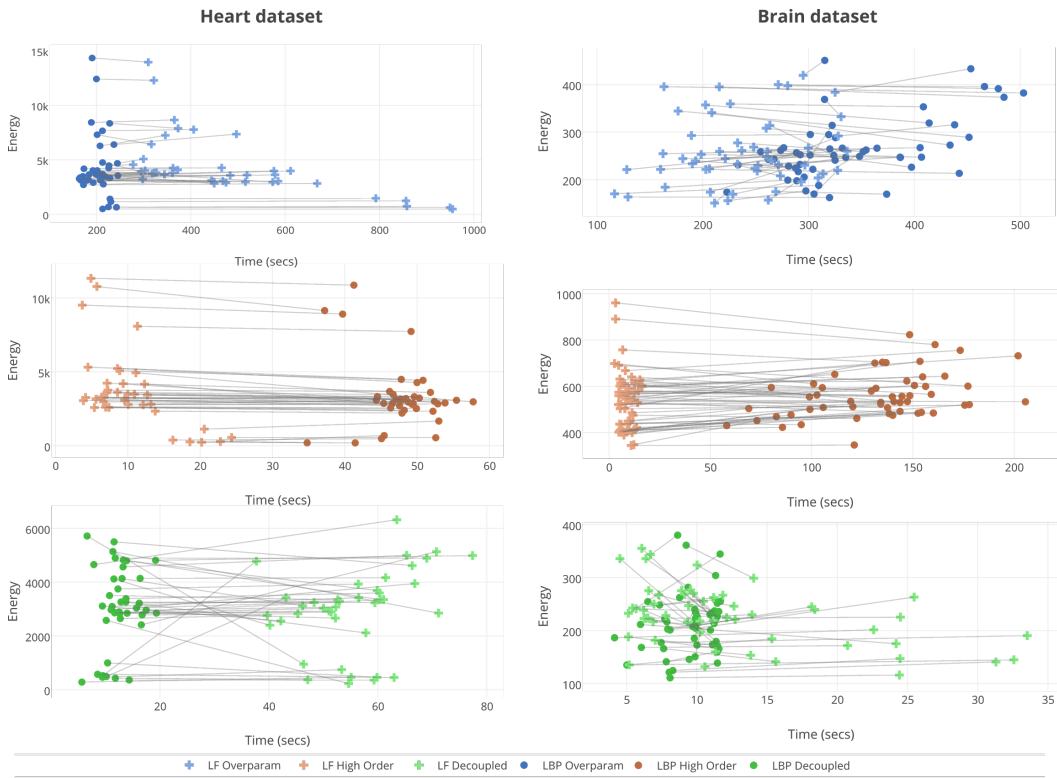 Heart dataset
Brain dataset
15k
10k
5k
0
Energy
200
400
600
800
1000
Time (secs)
400
300
200
Energy
100
200
300
400
500
Time (secs)
10k
5k
0
Energy
0
10
20
30
40
50
60
Time (secs)
1000
800
600
400
Energy
0
50
100
150
200
Time (secs)
6000
4000
2000
0
Energy
20
40
60
80
Time (secs)
400
300
200
100
Energy
5
10
15
20
25
30
35
Time (secs)
LF Overparam LF High Order LF Decoupled LBP Overparam LBP High Order LBP Decoupled